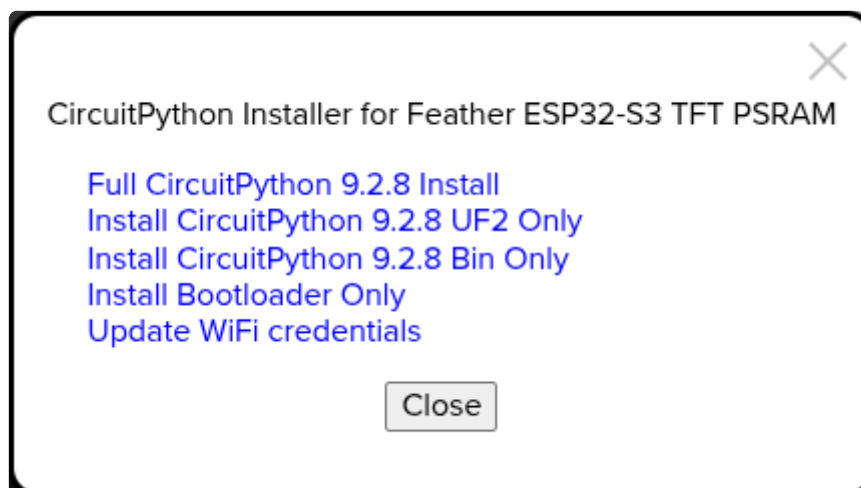 CircuitPython Installer for Feather ESP32-S3 TFT PSRAM
Full CircuitPython 9.2.8 Install
Install CircuitPython 9.2.8 UF2 Only
Install CircuitPython 9.2.8 Bin Only
Install Bootloader Only
Update WiFi credentials
Close